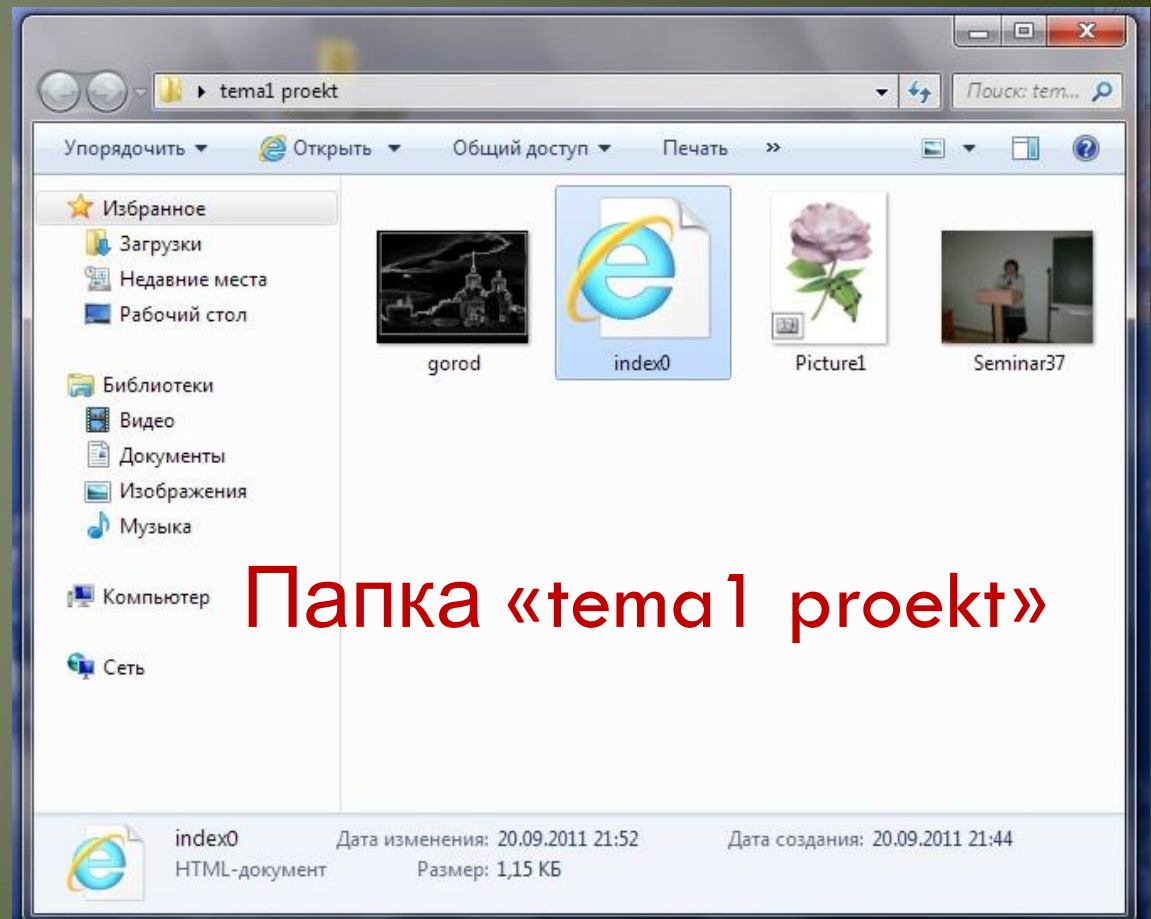 tema1 proekt
Поиск: tem...
Упорядочить Открыть Общий доступ Печать »
Избранное
Загрузки
Недавние места
Рабочий стол
Библиотеки
Видео
Документы
Изображения
Музыка
Компьютер
Сеть
gorod index0 Picture1 Seminar37
Папка «tema1 proekt»
index0 Дата изменения: 20.09.2011 21:52 Дата создания: 20.09.2011 21:44
HTML-документ Размер: 1,15 КБ